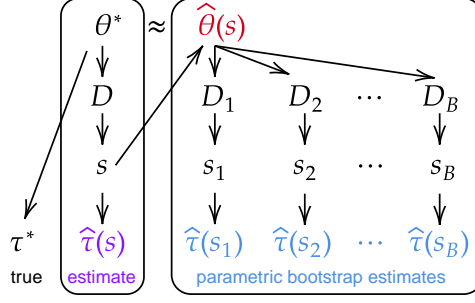 θ* ≈ θ̂(s)
D D₁ D₂ ⋯ D_B
s s₁ s₂ ⋯ s_B
τ* τ̂(s) τ̂(s₁) τ̂(s₂) ⋯ τ̂(s_B)
true estimate parametric bootstrap estimates